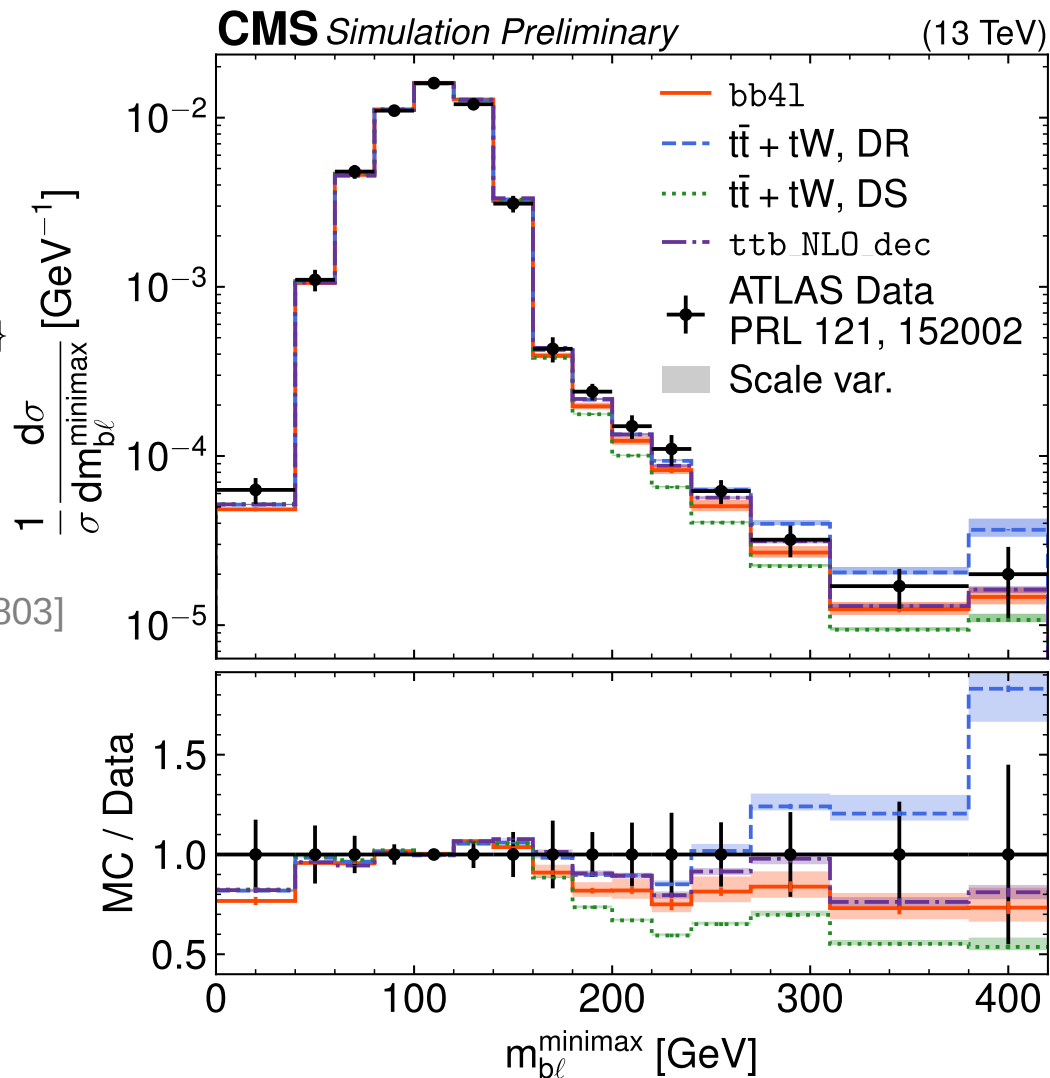 CMS Simulation Preliminary (13 TeV)
bb4l
tt̄ + tW, DR
tt̄ + tW, DS
ttb_NLO_dec
ATLAS Data
PRL 121, 152002
Scale var.
1/σ dσ/dm_bℓ^minimax [GeV⁻¹]
10⁻²
10⁻³
10⁻⁴
10⁻⁵
803]
MC / Data
1.5
1.0
0.5
0 100 200 300 400
m_bℓ^minimax [GeV]